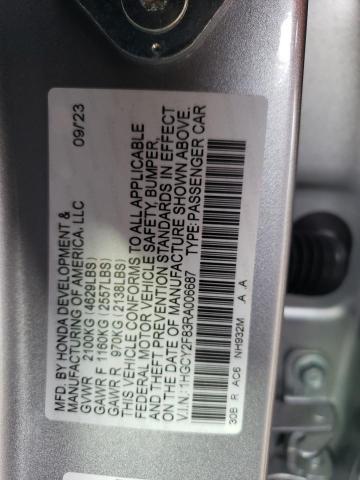 MFD. BY HONDA DEVELOPMENT &
MANUFACTURING OF AMERICA, LLC 09/23
GVWR 2100KG (4629LBS)
GAWR F 1160KG (2557LBS)
GAWR R 970KG (2138LBS)
THIS VEHICLE CONFORMS TO ALL APPLICABLE
FEDERAL MOTOR VEHICLE SAFETY, BUMPER,
AND THEFT PREVENTION STANDARDS IN EFFECT
ON THE DATE OF MANUFACTURE SHOWN ABOVE.
V.I.N.: 1HGCY2F83RA006687 TYPE: PASSENGER CAR
30B R AC6 NH932M A A